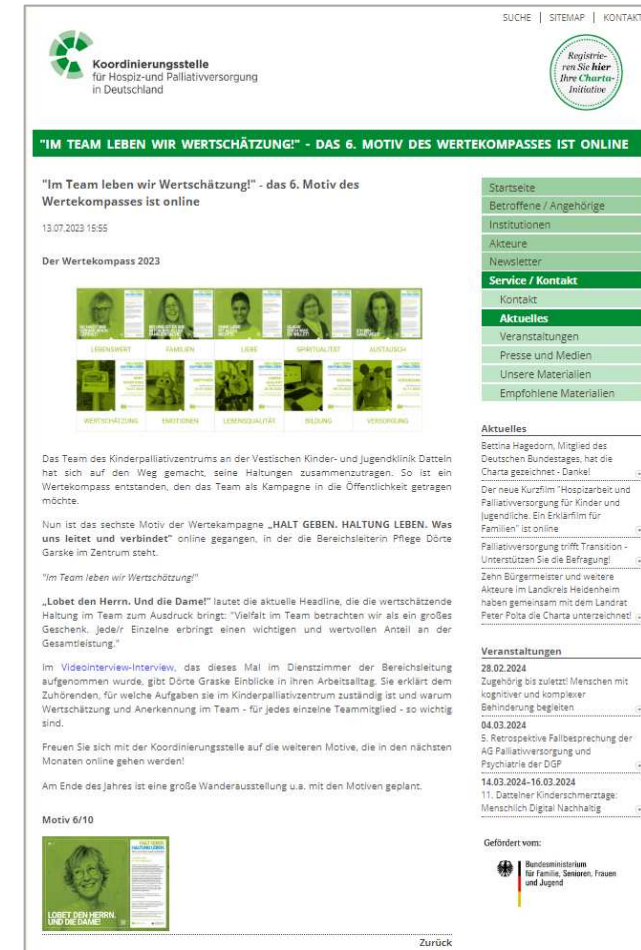 SUCHE | SITEMAP | KONTAKT
Koordinierungsstelle
für Hospiz-und Palliativversorgung
in Deutschland
Registrie-
ren Sie hier
Ihre Charta-
Initiative
"IM TEAM LEBEN WIR WERTSCHÄTZUNG!" - DAS 6. MOTIV DES WERTEKOMPASSES IST ONLINE
"Im Team leben wir Wertschätzung!" - das 6. Motiv des
Wertekompasses ist online
13.07.2023 15:55
Der Wertekompass 2023
LEBENSWERT FAMILIEN LIEBE SPIRITUALITÄT AUSTAUSCH
WERTSCHÄTZUNG EMOTIONEN LEBENSQUALITÄT BILDUNG VERSORGUNG
Das Team des Kinderpalliativzentrums an der Vestischen Kinder- und Jugendklinik Datteln
hat sich auf den Weg gemacht, seine Haltungen zusammenzutragen. So ist ein
Wertekompass entstanden, den das Team als Kampagne in die Öffentlichkeit getragen
möchte.
Nun ist das sechste Motiv der Wertekampagne „HALT GEBEN. HALTUNG LEBEN. Was
uns leitet und verbindet" online gegangen, in der die Bereichsleiterin Pflege Dörte
Garske im Zentrum steht.
"Im Team leben wir Wertschätzung!"
„Lobet den Herrn. Und die Dame!" lautet die aktuelle Headline, die die wertschätzende
Haltung im Team zum Ausdruck bringt: "Vielfalt im Team betrachten wir als ein großes
Geschenk. Jede/r Einzelne erbringt einen wichtigen und wertvollen Anteil an der
Gesamtleistung."
Im Videointerview-Interview, das dieses Mal im Dienstzimmer der Bereichsleitung
aufgenommen wurde, gibt Dörte Graske Einblicke in ihren Arbeitsalltag. Sie erklärt dem
Zuhörenden, für welche Aufgaben sie im Kinderpalliativzentrum zuständig ist und warum
Wertschätzung und Anerkennung im Team - für jedes einzelne Teammitglied - so wichtig
sind.
Freuen Sie sich mit der Koordinierungsstelle auf die weiteren Motive, die in den nächsten
Monaten online gehen werden!
Am Ende des Jahres ist eine große Wanderausstellung u.a. mit den Motiven geplant.
Motiv 6/10
HALT GEBEN.
HALTUNG LEBEN.
LOBET DEN HERRN.
UND DIE DAME!
Zurück
Startseite
Betroffene / Angehörige
Institutionen
Akteure
Newsletter
Service / Kontakt
Kontakt
Aktuelles
Veranstaltungen
Presse und Medien
Unsere Materialien
Empfohlene Materialien
Aktuelles
Bettina Hagedorn, Mitglied des
Deutschen Bundestages, hat die
Charta gezeichnet - Danke!
Der neue Kurzfilm "Hospizarbeit und
Palliativversorgung für Kinder und
Jugendliche. Ein Erklärfilm für
Familien" ist online
Palliativversorgung trifft Transition -
Unterstützen Sie die Befragung!
Zehn Bürgermeister und weitere
Akteure im Landkreis Heidenheim
haben gemeinsam mit dem Landrat
Peter Polta die Charta unterzeichnet!
Veranstaltungen
28.02.2024
Zugehörig bis zuletzt! Menschen mit
kognitiver und komplexer
Behinderung begleiten
04.03.2024
5. Retrospektive Fallbesprechung der
AG Palliativversorgung und
Psychiatrie der DGP
14.03.2024–16.03.2024
11. Dattelner Kinderschmerztage:
Menschlich Digital Nachhaltig
Gefördert vom:
Bundesministerium
für Familie, Senioren, Frauen
und Jugend